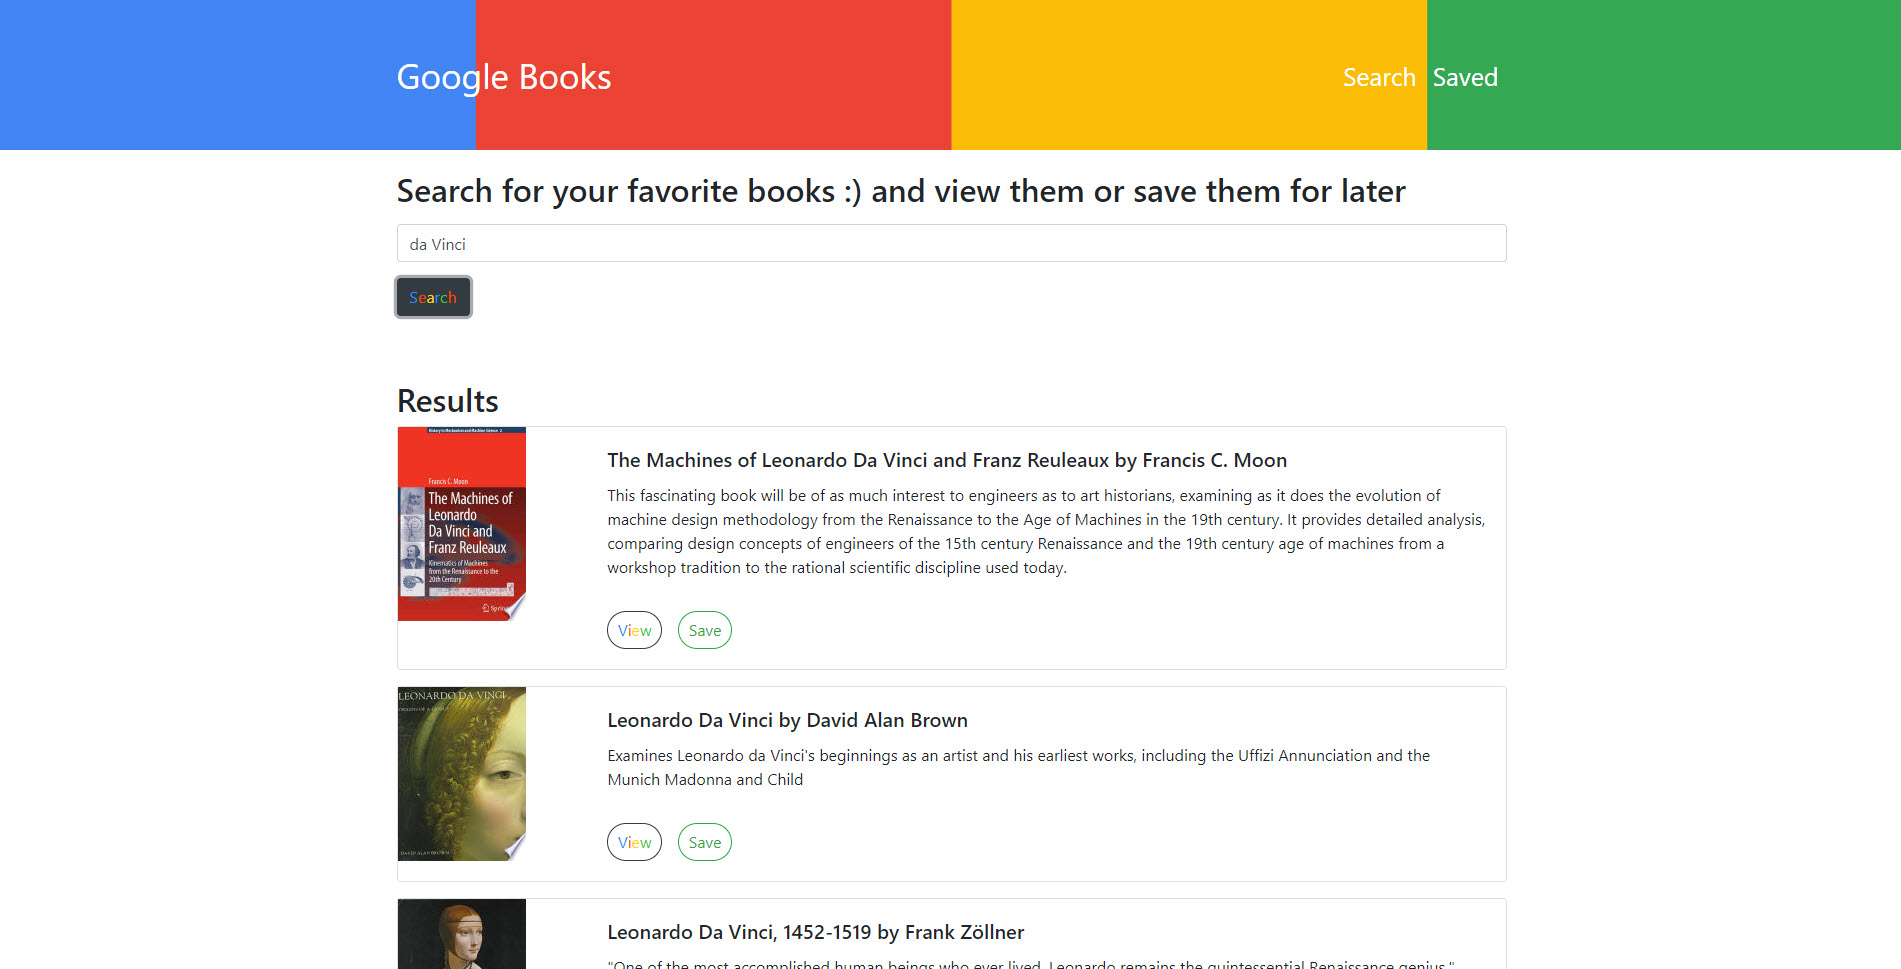 Google Books
Search Saved
Search for your favorite books :) and view them or save them for later
da Vinci
Search
Results
History of Mechanism and Machine Science 2
Francis C. Moon
The Machines of
Leonardo
Da Vinci and
Franz Reuleaux
Kinematics of Machines
from the Renaissance to the
20th Century
Springer
The Machines of Leonardo Da Vinci and Franz Reuleaux by Francis C. Moon
This fascinating book will be of as much interest to engineers as to art historians, examining as it does the evolution of
machine design methodology from the Renaissance to the Age of Machines in the 19th century. It provides detailed analysis,
comparing design concepts of engineers of the 15th century Renaissance and the 19th century age of machines from a
workshop tradition to the rational scientific discipline used today.
View Save
LEONARDO DA VINCI
ORIGINS OF A GENIUS
DAVID ALAN BROWN
Leonardo Da Vinci by David Alan Brown
Examines Leonardo da Vinci's beginnings as an artist and his earliest works, including the Uffizi Annunciation and the
Munich Madonna and Child
View Save
Leonardo Da Vinci, 1452-1519 by Frank Zöllner
"One of the most accomplished human beings who ever lived, Leonardo remains the quintessential Renaissance genius."